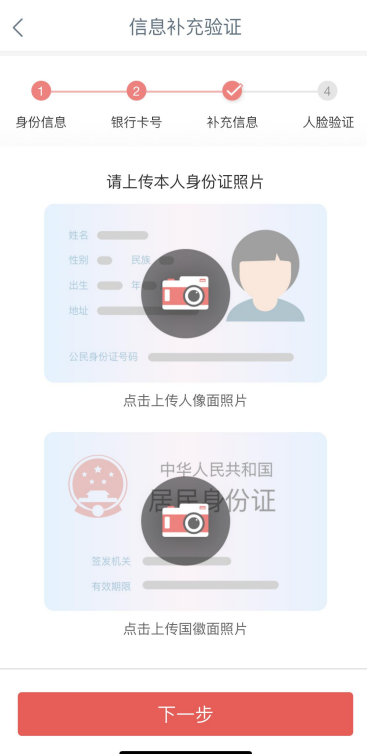 信息补充验证
1 2 4
身份信息 银行卡号 补充信息 人脸验证
请上传本人身份证照片
姓名
性别 民族
出生 年
地址
公民身份证号码
点击上传人像面照片
中华人民共和国
居民身份证
签发机关
有效期限
点击上传国徽面照片
下一步